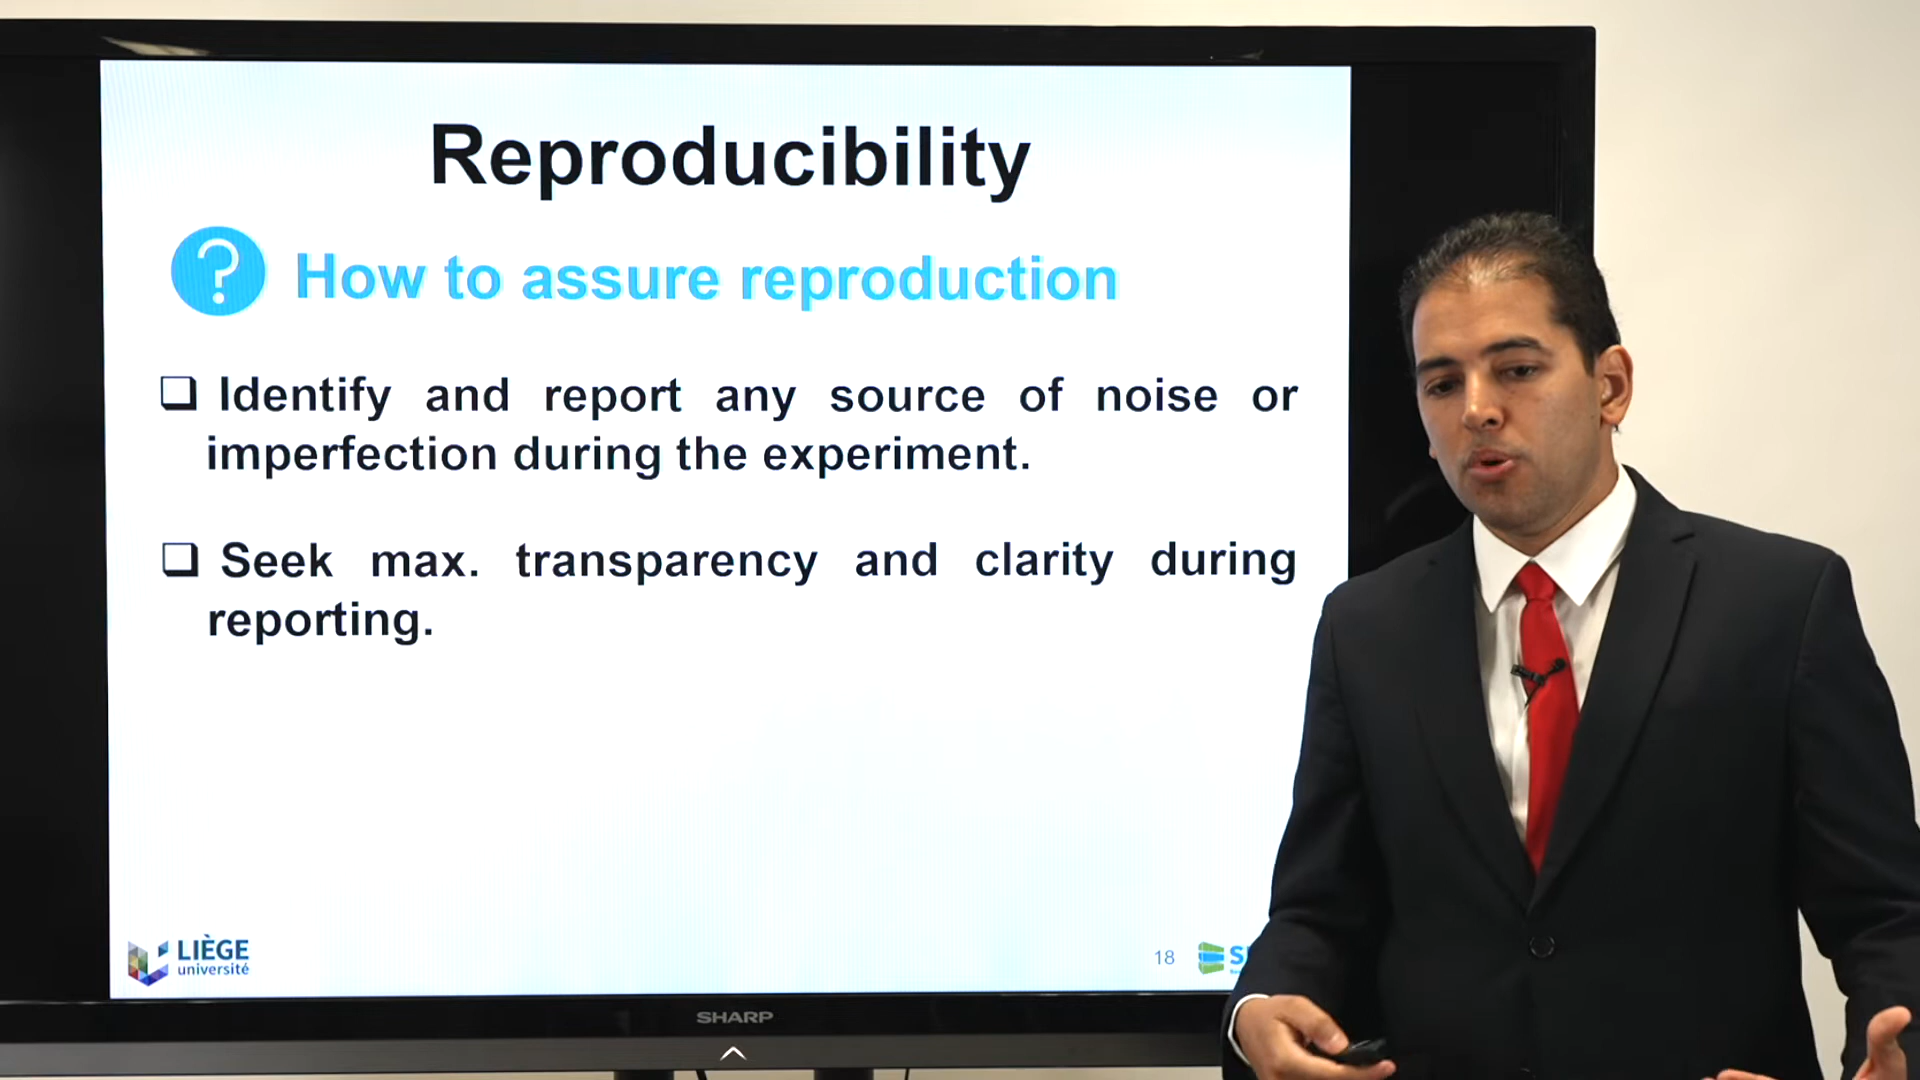 Reproducibility
? How to assure reproduction
Identify and report any source of noise or
imperfection during the experiment.
Seek max. transparency and clarity during
reporting.
LIÈGE
université
18
SHARP